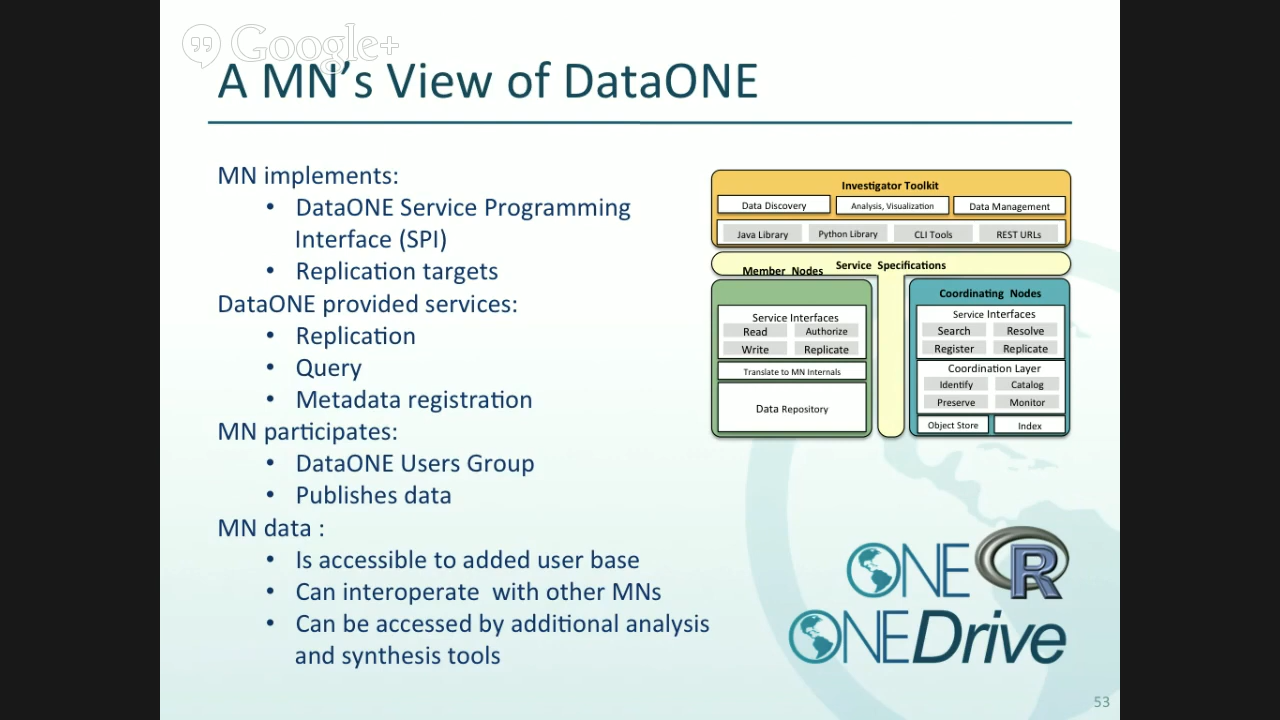 Google+
A MN's View of DataONE
MN implements:
• DataONE Service Programming
Interface (SPI)
• Replication targets
DataONE provided services:
• Replication
• Query
• Metadata registration
MN participates:
• DataONE Users Group
• Publishes data
MN data :
• Is accessible to added user base
• Can interoperate with other MNs
• Can be accessed by additional analysis
and synthesis tools
Investigator Toolkit
Data Discovery
Analysis, Visualization
Data Management
Java Library
Python Library
CLI Tools
REST URLs
Service Specifications
Member Nodes
Service Interfaces
Read
Authorize
Write
Replicate
Translate to MN Internals
Data Repository
Coordinating Nodes
Service Interfaces
Search
Resolve
Register
Replicate
Coordination Layer
Identify
Catalog
Preserve
Monitor
Object Store
Index
ONE R
ONEDrive
53